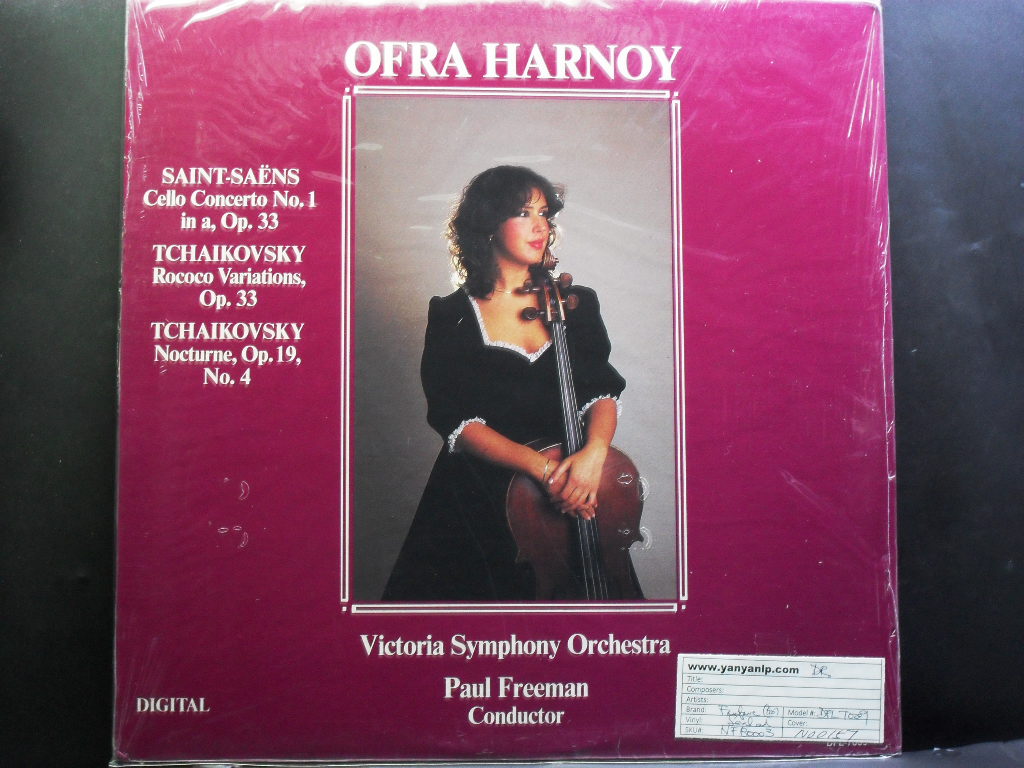 OFRA HARNOY
SAINT-SAËNS
Cello Concerto No. 1
in a, Op. 33
TCHAIKOVSKY
Rococo Variations,
Op. 33
TCHAIKOVSKY
Nocturne, Op. 19,
No. 4
Victoria Symphony Orchestra
Paul Freeman
Conductor
DIGITAL
www.yanyanlp.com
Title:
Composers:
Artists:
Brand: Model #:
Vinyl: Sealed Cover:
SKU#: N00157